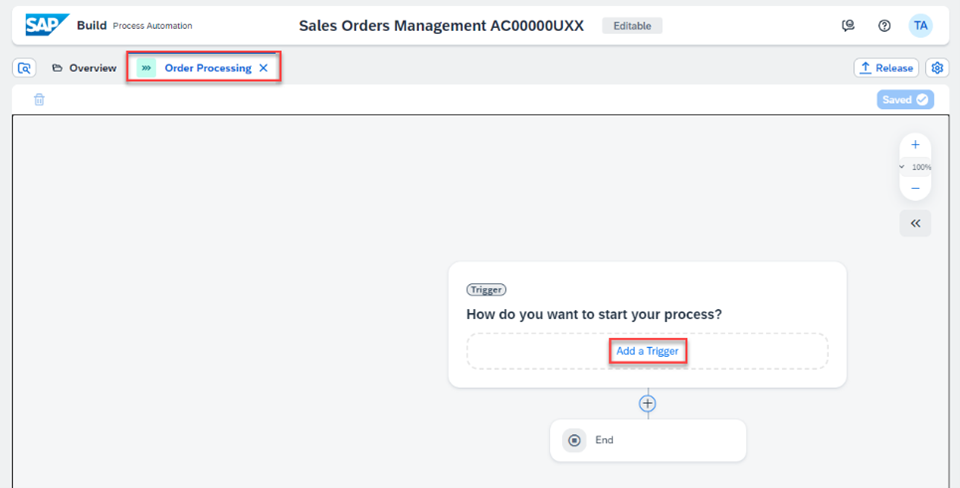 SAP Build Process Automation Sales Orders Management AC00000UXX Editable TA
Overview Order Processing Release
Saved
100%
Trigger
How do you want to start your process?
Add a Trigger
End